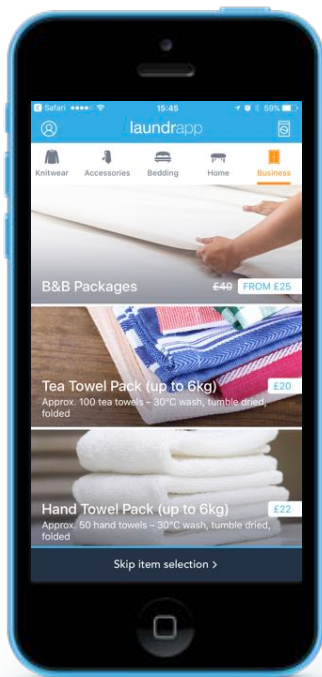 Safari 15:45 59%
laundrapp
Knitwear Accessories Bedding Home Business
B&B Packages £40 FROM £25
Tea Towel Pack (up to 6kg) £20
Approx. 100 tea towels – 30°C wash, tumble dried,
folded
Hand Towel Pack (up to 6kg) £22
Approx. 50 hand towels – 30°C wash, tumble dried,
folded
Skip item selection >